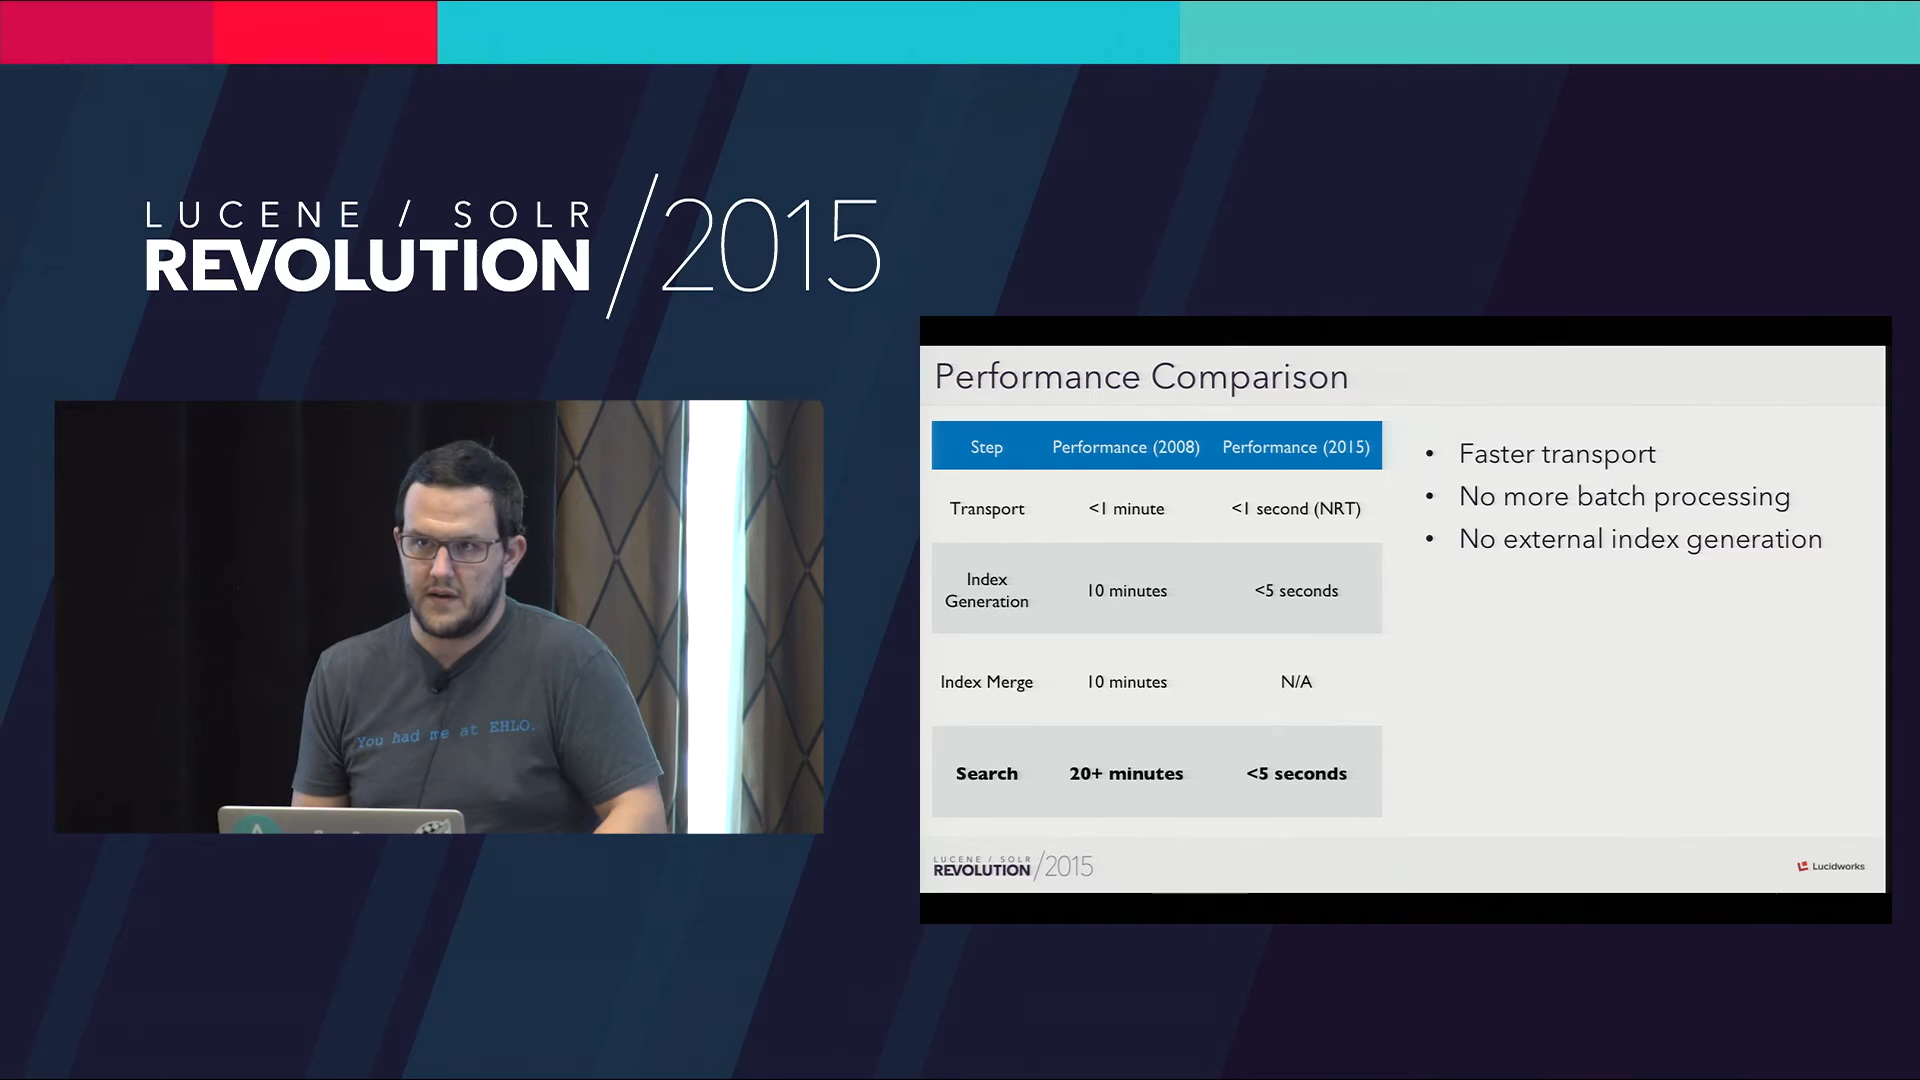 LUCENE / SOLR
REVOLUTION /2015
You had me at EHLO.
Performance Comparison
Step Performance (2008) Performance (2015)
Transport <1 minute <1 second (NRT)
Index
Generation 10 minutes <5 seconds
Index Merge 10 minutes N/A
Search 20+ minutes <5 seconds
• Faster transport
• No more batch processing
• No external index generation
LUCENE / SOLR
REVOLUTION /2015
Lucidworks